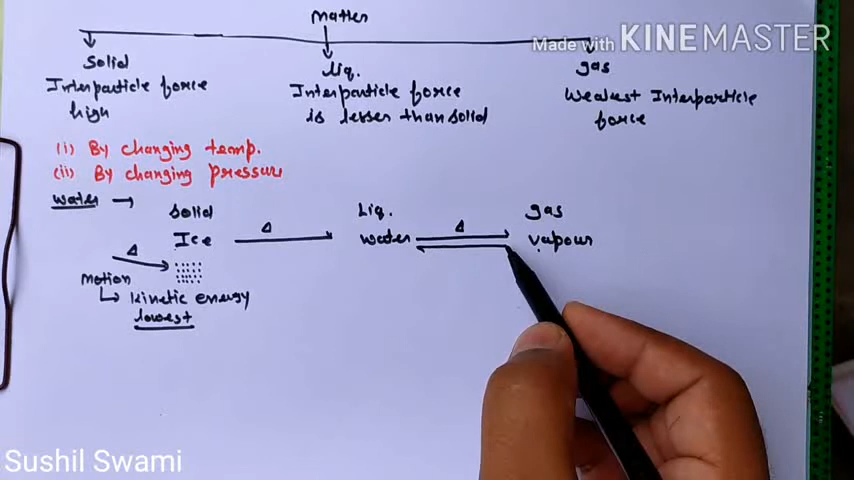 Matter
Made with KINEMASTER
Solid
Liq.
gas
Interparticle force
high
Interparticle force
is lesser than solid
Weakest Interparticle
force
(i) By changing temp.
(ii) By changing pressure
water →
Solid
Liq.
gas
Ice
Δ
water
Δ
vapour
Δ
Motion
kinetic energy
lowest
Sushil Swami